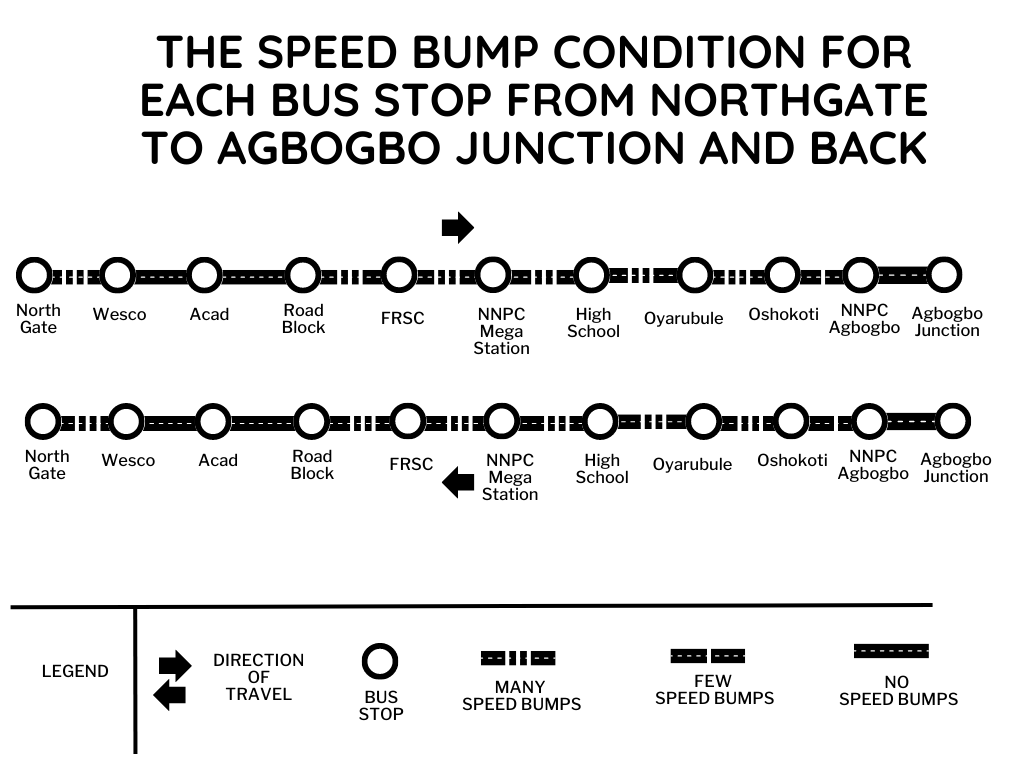 THE SPEED BUMP CONDITION FOR
EACH BUS STOP FROM NORTHGATE
TO AGBOGBO JUNCTION AND BACK
North
Gate
Wesco
Acad
Road
Block
FRSC
NNPC
Mega
Station
High
School
Oyarubule
Oshokoti
NNPC
Agbogbo
Agbogbo
Junction
North
Gate
Wesco
Acad
Road
Block
FRSC
NNPC
Mega
Station
High
School
Oyarubule
Oshokoti
NNPC
Agbogbo
Agbogbo
Junction
LEGEND
DIRECTION
OF
TRAVEL
BUS
STOP
MANY
SPEED BUMPS
FEW
SPEED BUMPS
NO
SPEED BUMPS